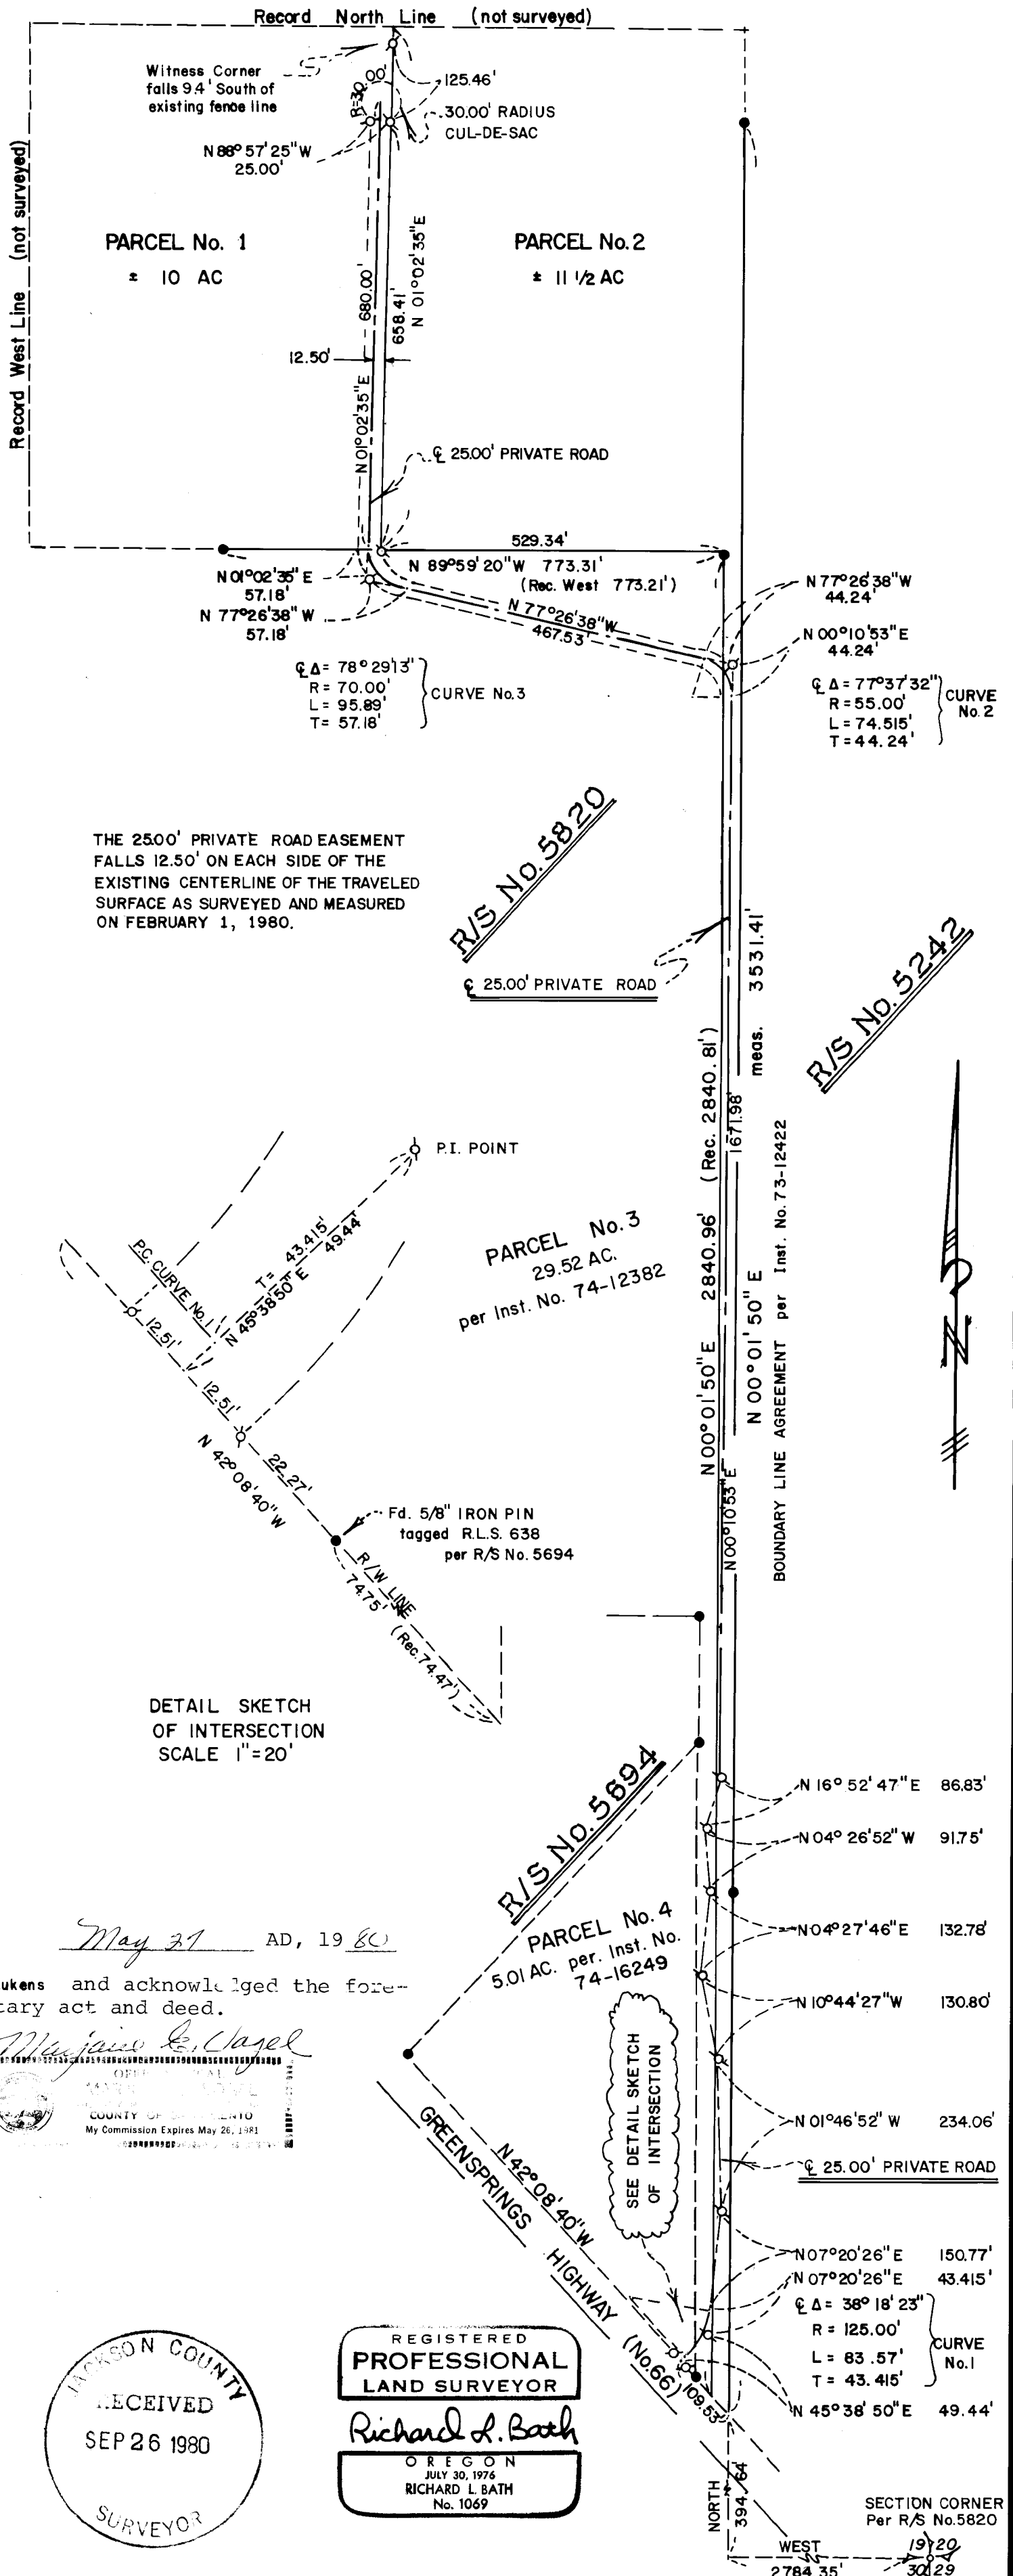 Record North Line (not surveyed)
Witness Corner
falls 9.4' South of
existing fence line
R=30.00'
125.46'
30.00' RADIUS
CUL-DE-SAC
N 88° 57' 25" W
25.00'
Record West Line (not surveyed)
PARCEL No. 1
± 10 AC
PARCEL No. 2
± 11 1/2 AC
680.00'
658.41'
N 01° 02' 35" E
12.50'
N 01° 02' 35" E
℄ 25.00' PRIVATE ROAD
529.34'
N 89° 59' 20" W 773.31'
(Rec. West 773.21')
N 01° 02' 35" E
57.18'
N 77° 26' 38" W
57.18'
N 77° 26' 38" W
467.53'
N 77° 26' 38" W
44.24'
N 00° 10' 53" E
44.24'
℄ Δ = 78° 29' 13"
R = 70.00'
L = 95.89'
T = 57.18'
CURVE No. 3
℄ Δ = 77° 37' 32"
R = 55.00'
L = 74.515'
T = 44.24'
CURVE
No. 2
THE 25.00' PRIVATE ROAD EASEMENT
FALLS 12.50' ON EACH SIDE OF THE
EXISTING CENTERLINE OF THE TRAVELED
SURFACE AS SURVEYED AND MEASURED
ON FEBRUARY 1, 1980.
R/S No. 5820
℄ 25.00' PRIVATE ROAD
R/S No. 5242
meas. 3531.41'
N 00° 01' 50" E 2840.96' (Rec. 2840.81')
1671.98'
N 00° 01' 50" E
N 00° 10' 53" E
BOUNDARY LINE AGREEMENT per Inst. No. 73-12422
N
P.I. POINT
T = 43.415'
N 45° 38' 50" E 49.44'
P.C. CURVE No. 1
12.51'
12.51'
22.27'
N 42° 08' 40" W
PARCEL No. 3
29.52 AC.
per Inst. No. 74-12382
Fd. 5/8" IRON PIN
tagged R.L.S. 638
per R/S No. 5694
R/W LINE
74.75'
(Rec. 74.47')
DETAIL SKETCH
OF INTERSECTION
SCALE 1" = 20'
R/S No. 5694
N 16° 52' 47" E 86.83'
N 04° 26' 52" W 91.75'
N 04° 27' 46" E 132.78'
N 10° 44' 27" W 130.80'
N 01° 46' 52" W 234.06'
℄ 25.00' PRIVATE ROAD
N 07° 20' 26" E 150.77'
N 07° 20' 26" E 43.415'
℄ Δ = 38° 18' 23"
R = 125.00'
L = 83.57'
T = 43.415'
CURVE
No. 1
N 45° 38' 50" E 49.44'
PARCEL No. 4
5.01 AC. per. Inst. No.
74-16249
SEE DETAIL SKETCH
OF INTERSECTION
N 42° 08' 40" W
GREENSPRINGS HIGHWAY (No. 66)
109.53'
NORTH
394.64'
WEST
2784.35'
SECTION CORNER
Per R/S No. 5820
19 20
30 29
May AD, 19 80
ukens and acknowledged the fore-
tary act and deed.
COUNTY OF
My Commission Expires May 26, 1981
JACKSON COUNTY
RECEIVED
SEP 26 1980
SURVEYOR
REGISTERED
PROFESSIONAL
LAND SURVEYOR
Richard L. Bath
OREGON
JULY 30, 1976
RICHARD L. BATH
No. 1069